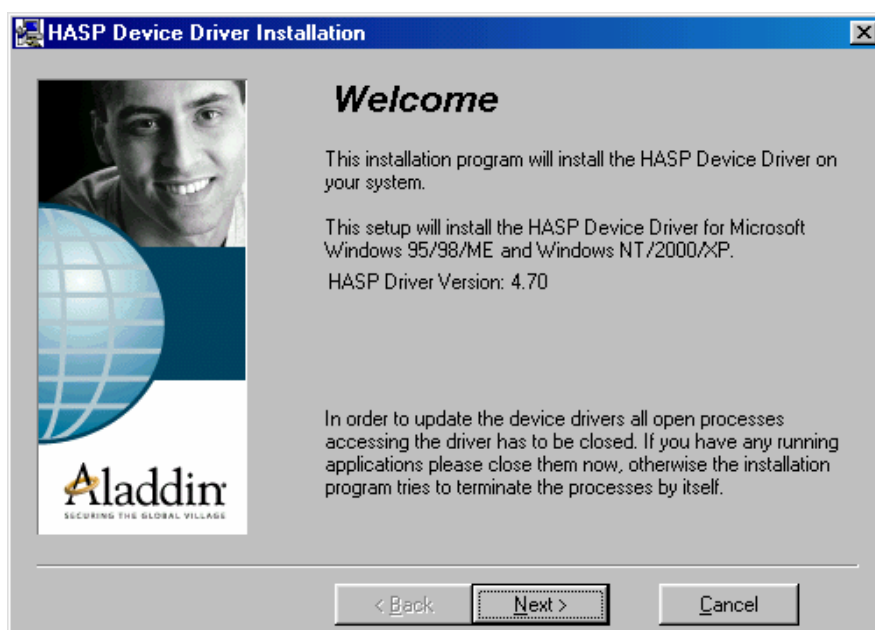 HASP Device Driver Installation
Welcome
This installation program will install the HASP Device Driver on
your system.
This setup will install the HASP Device Driver for Microsoft
Windows 95/98/ME and Windows NT/2000/XP.
HASP Driver Version: 4.70
In order to update the device drivers all open processes
accessing the driver has to be closed. If you have any running
applications please close them now, otherwise the installation
program tries to terminate the processes by itself.
Aladdin
SECURING THE GLOBAL VILLAGE
< Back
Next >
Cancel